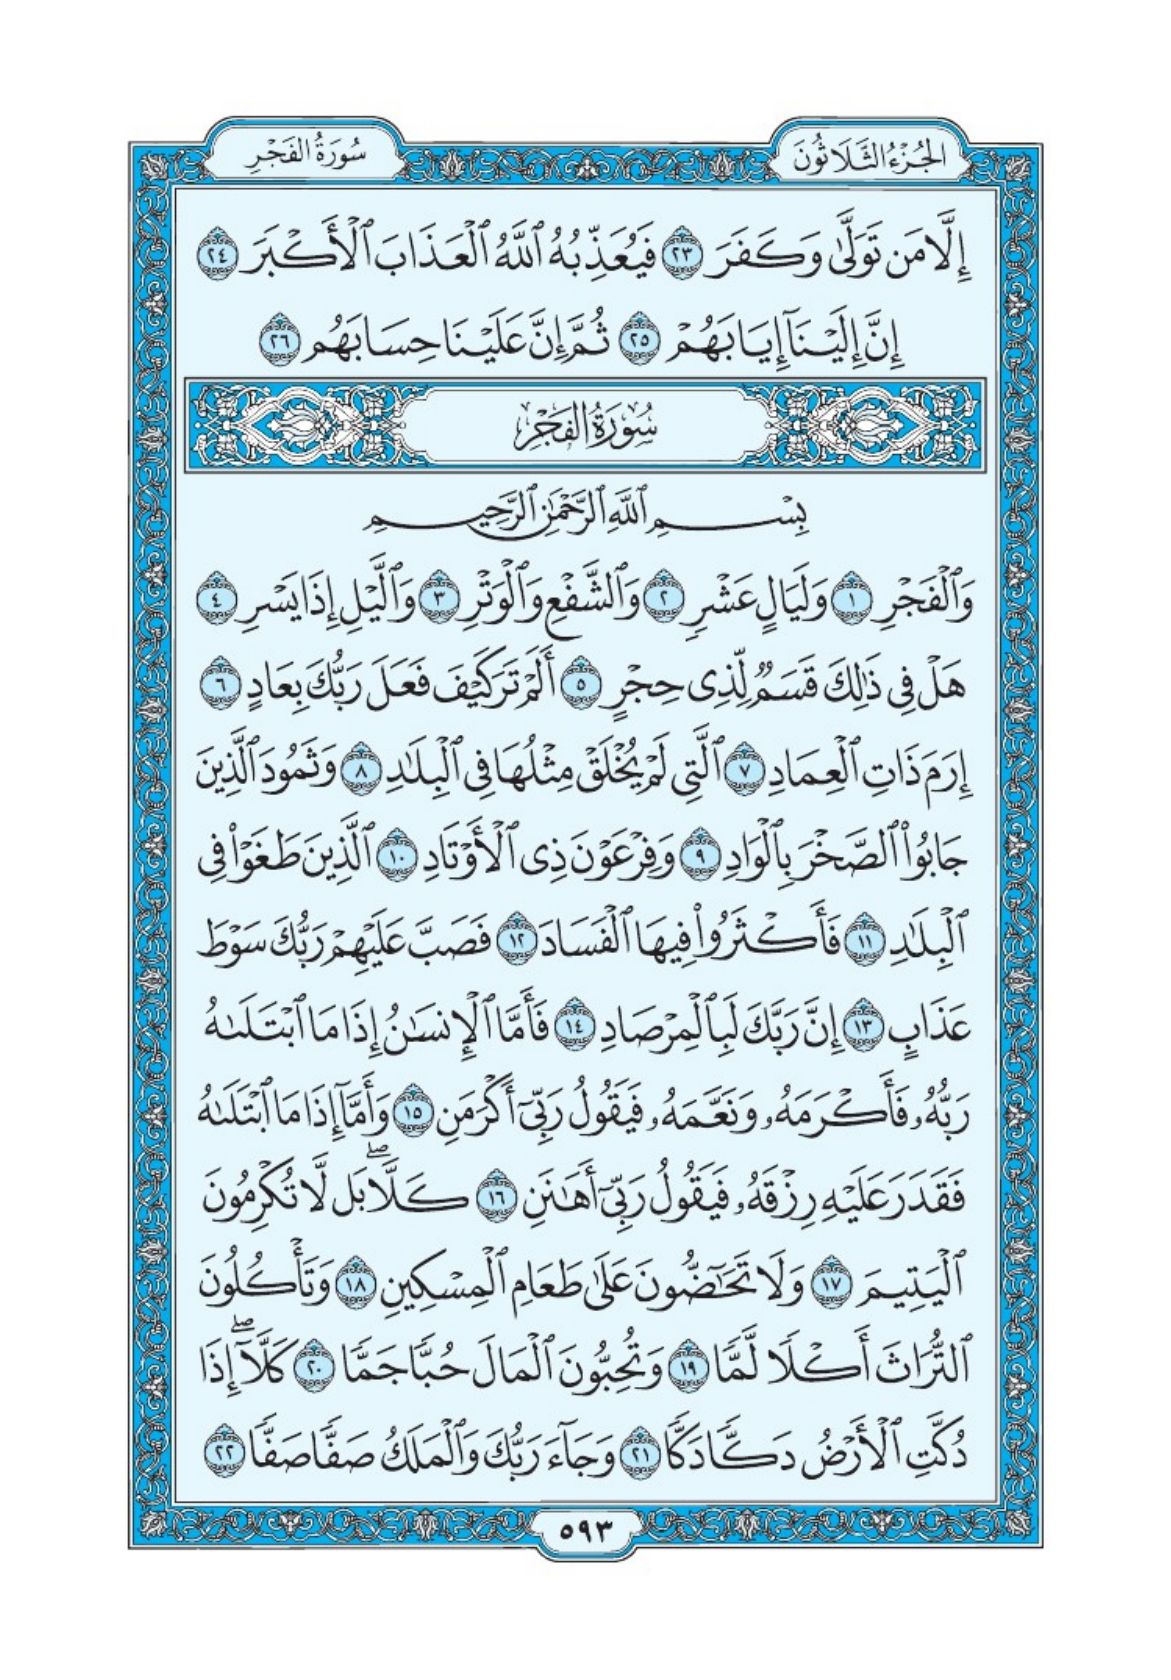 الجُزْءُ الثَّلَاثُونَ
سُورَةُ الفَجْرِ
إِلَّا مَن تَوَلَّىٰ وَكَفَرَ ٢٣ فَيُعَذِّبُهُ ٱللَّهُ ٱلْعَذَابَ ٱلْأَكْبَرَ ٢٤
إِنَّ إِلَيْنَآ إِيَابَهُمْ ٢٥ ثُمَّ إِنَّ عَلَيْنَا حِسَابَهُم ٢٦
سُورَةُ الفَجْرِ
بِسْمِ ٱللَّهِ ٱلرَّحْمَٰنِ ٱلرَّحِيمِ
وَٱلْفَجْرِ ١ وَلَيَالٍ عَشْرٍ ٢ وَٱلشَّفْعِ وَٱلْوَتْرِ ٣ وَٱلَّيْلِ إِذَا يَسْرِ ٤
هَلْ فِى ذَٰلِكَ قَسَمٌ لِّذِى حِجْرٍ ٥ أَلَمْ تَرَ كَيْفَ فَعَلَ رَبُّكَ بِعَادٍ ٦
إِرَمَ ذَاتِ ٱلْعِمَادِ ٧ ٱلَّتِى لَمْ يُخْلَقْ مِثْلُهَا فِى ٱلْبِلَٰدِ ٨ وَثَمُودَ ٱلَّذِينَ
جَابُوا۟ ٱلصَّخْرَ بِٱلْوَادِ ٩ وَفِرْعَوْنَ ذِى ٱلْأَوْتَادِ ١٠ ٱلَّذِينَ طَغَوْا۟ فِى
ٱلْبِلَٰدِ ١١ فَأَكْثَرُوا۟ فِيهَا ٱلْفَسَادَ ١٢ فَصَبَّ عَلَيْهِمْ رَبُّكَ سَوْطَ
عَذَابٍ ١٣ إِنَّ رَبَّكَ لَبِٱلْمِرْصَادِ ١٤ فَأَمَّا ٱلْإِنسَٰنُ إِذَا مَا ٱبْتَلَىٰهُ
رَبُّهُۥ فَأَكْرَمَهُۥ وَنَعَّمَهُۥ فَيَقُولُ رَبِّىٓ أَكْرَمَنِ ١٥ وَأَمَّآ إِذَا مَا ٱبْتَلَىٰهُ
فَقَدَرَ عَلَيْهِ رِزْقَهُۥ فَيَقُولُ رَبِّىٓ أَهَٰنَنِ ١٦ كَلَّاۖ بَل لَّا تُكْرِمُونَ
ٱلْيَتِيمَ ١٧ وَلَا تَحَٰٓضُّونَ عَلَىٰ طَعَامِ ٱلْمِسْكِينِ ١٨ وَتَأْكُلُونَ
ٱلتُّرَاثَ أَكْلًا لَّمًّا ١٩ وَتُحِبُّونَ ٱلْمَالَ حُبًّا جَمًّا ٢٠ كَلَّآۖ إِذَا
دُكَّتِ ٱلْأَرْضُ دَكًّا دَكًّا ٢١ وَجَآءَ رَبُّكَ وَٱلْمَلَكُ صَفًّا صَفًّا ٢٢
٥٩٣